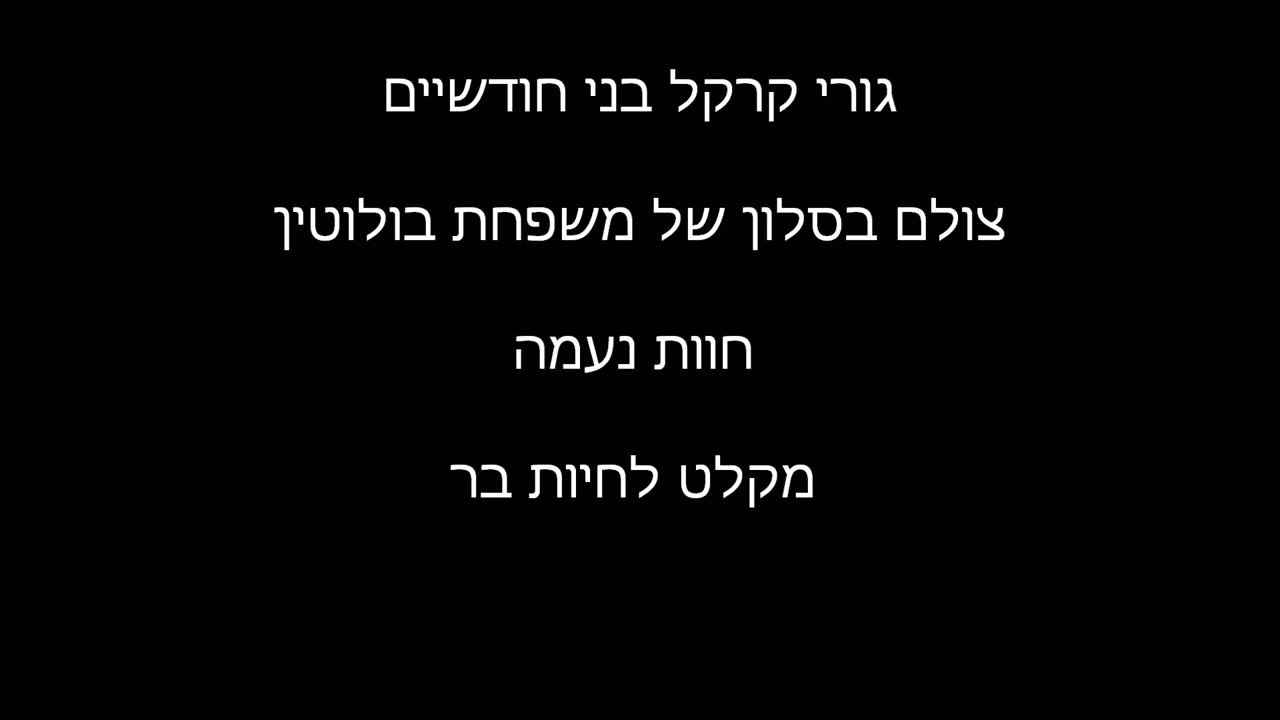 גורי קרקל בני חודשיים
צולם בסלון של משפחת בולוטין
חוות נעמה
מקלט לחיות בר